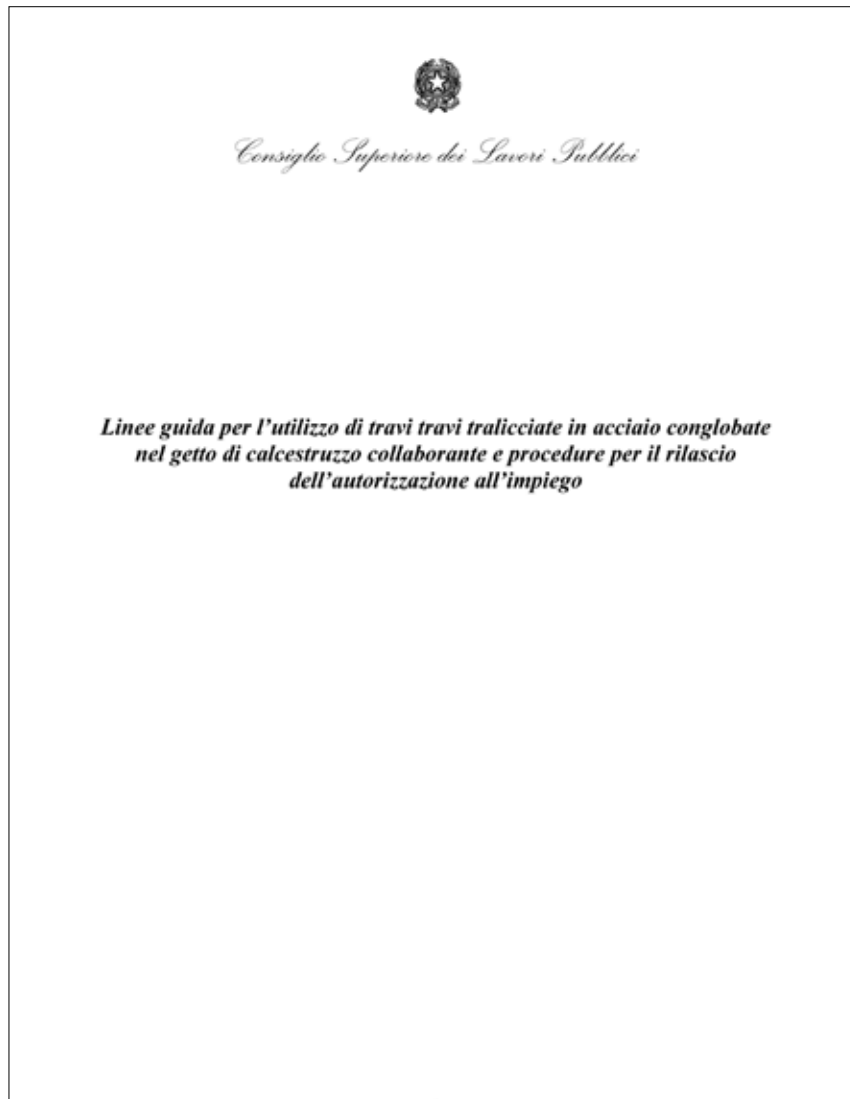 Consiglio Superiore dei Lavori Pubblici
Linee guida per l'utilizzo di travi travi tralicciate in acciaio conglobate
nel getto di calcestruzzo collaborante e procedure per il rilascio
dell'autorizzazione all'impiego